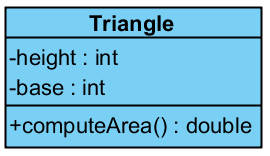 Triangle
-height : int
-base : int
+computeArea() : double